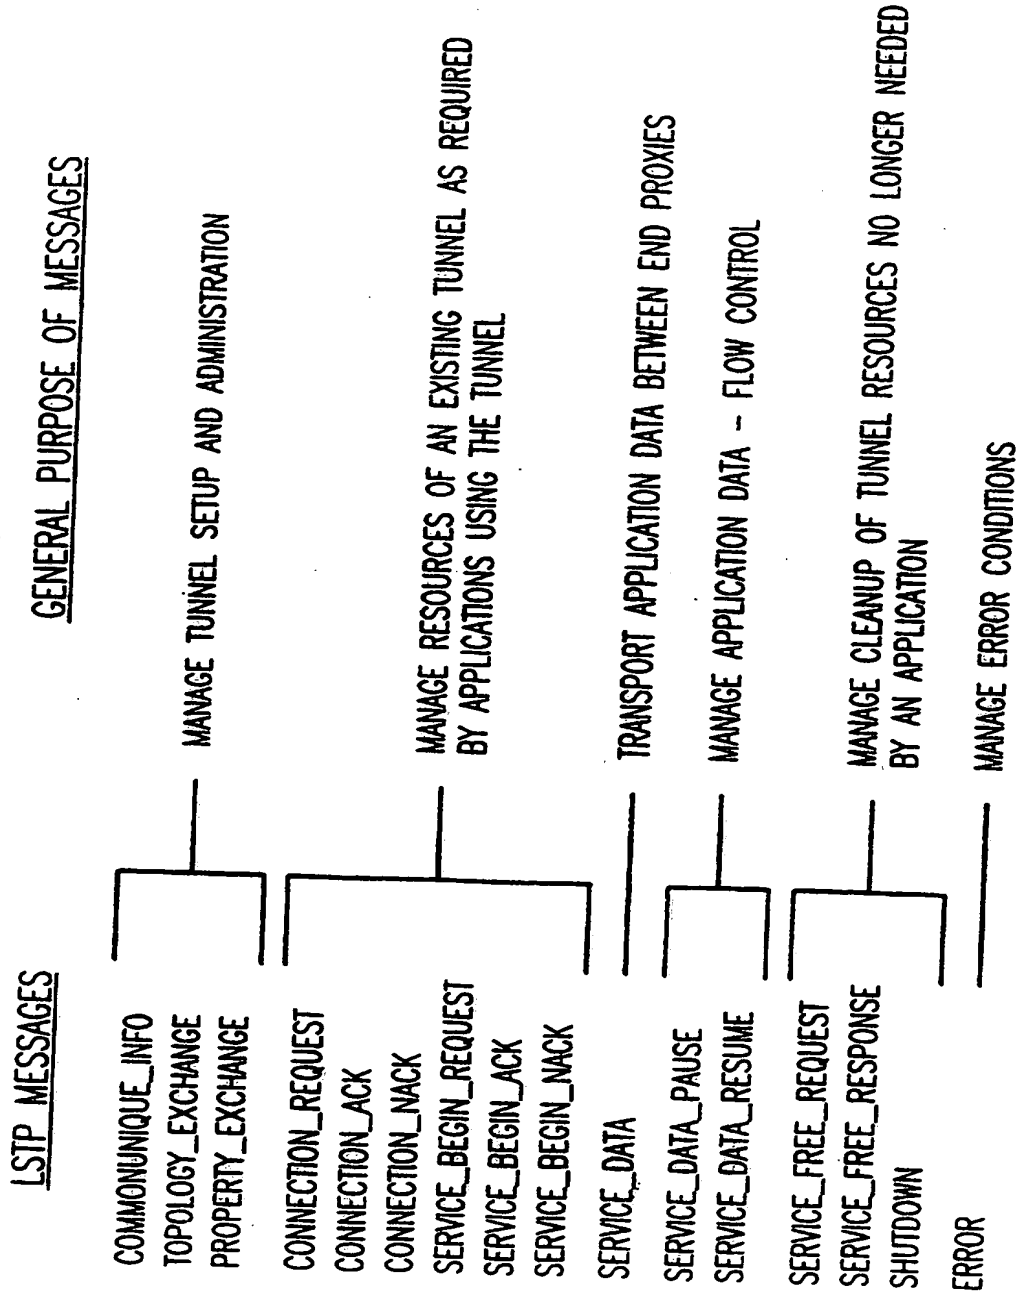 LSTP MESSAGES
GENERAL PURPOSE OF MESSAGES
COMMONUNIQUE_INFO
TOPOLOGY_EXCHANGE
PROPERTY_EXCHANGE
MANAGE TUNNEL SETUP AND ADMINISTRATION
CONNECTION_REQUEST
CONNECTION_ACK
CONNECTION_NACK
SERVICE_BEGIN_REQUEST
SERVICE_BEGIN_ACK
SERVICE_BEGIN_NACK
MANAGE RESOURCES OF AN EXISTING TUNNEL AS REQUIRED
BY APPLICATIONS USING THE TUNNEL
SERVICE_DATA
TRANSPORT APPLICATION DATA BETWEEN END PROXIES
SERVICE_DATA_PAUSE
SERVICE_DATA_RESUME
MANAGE APPLICATION DATA – FLOW CONTROL
SERVICE_FREE_REQUEST
SERVICE_FREE_RESPONSE
SHUTDOWN
MANAGE CLEANUP OF TUNNEL RESOURCES NO LONGER NEEDED
BY AN APPLICATION
ERROR
MANAGE ERROR CONDITIONS